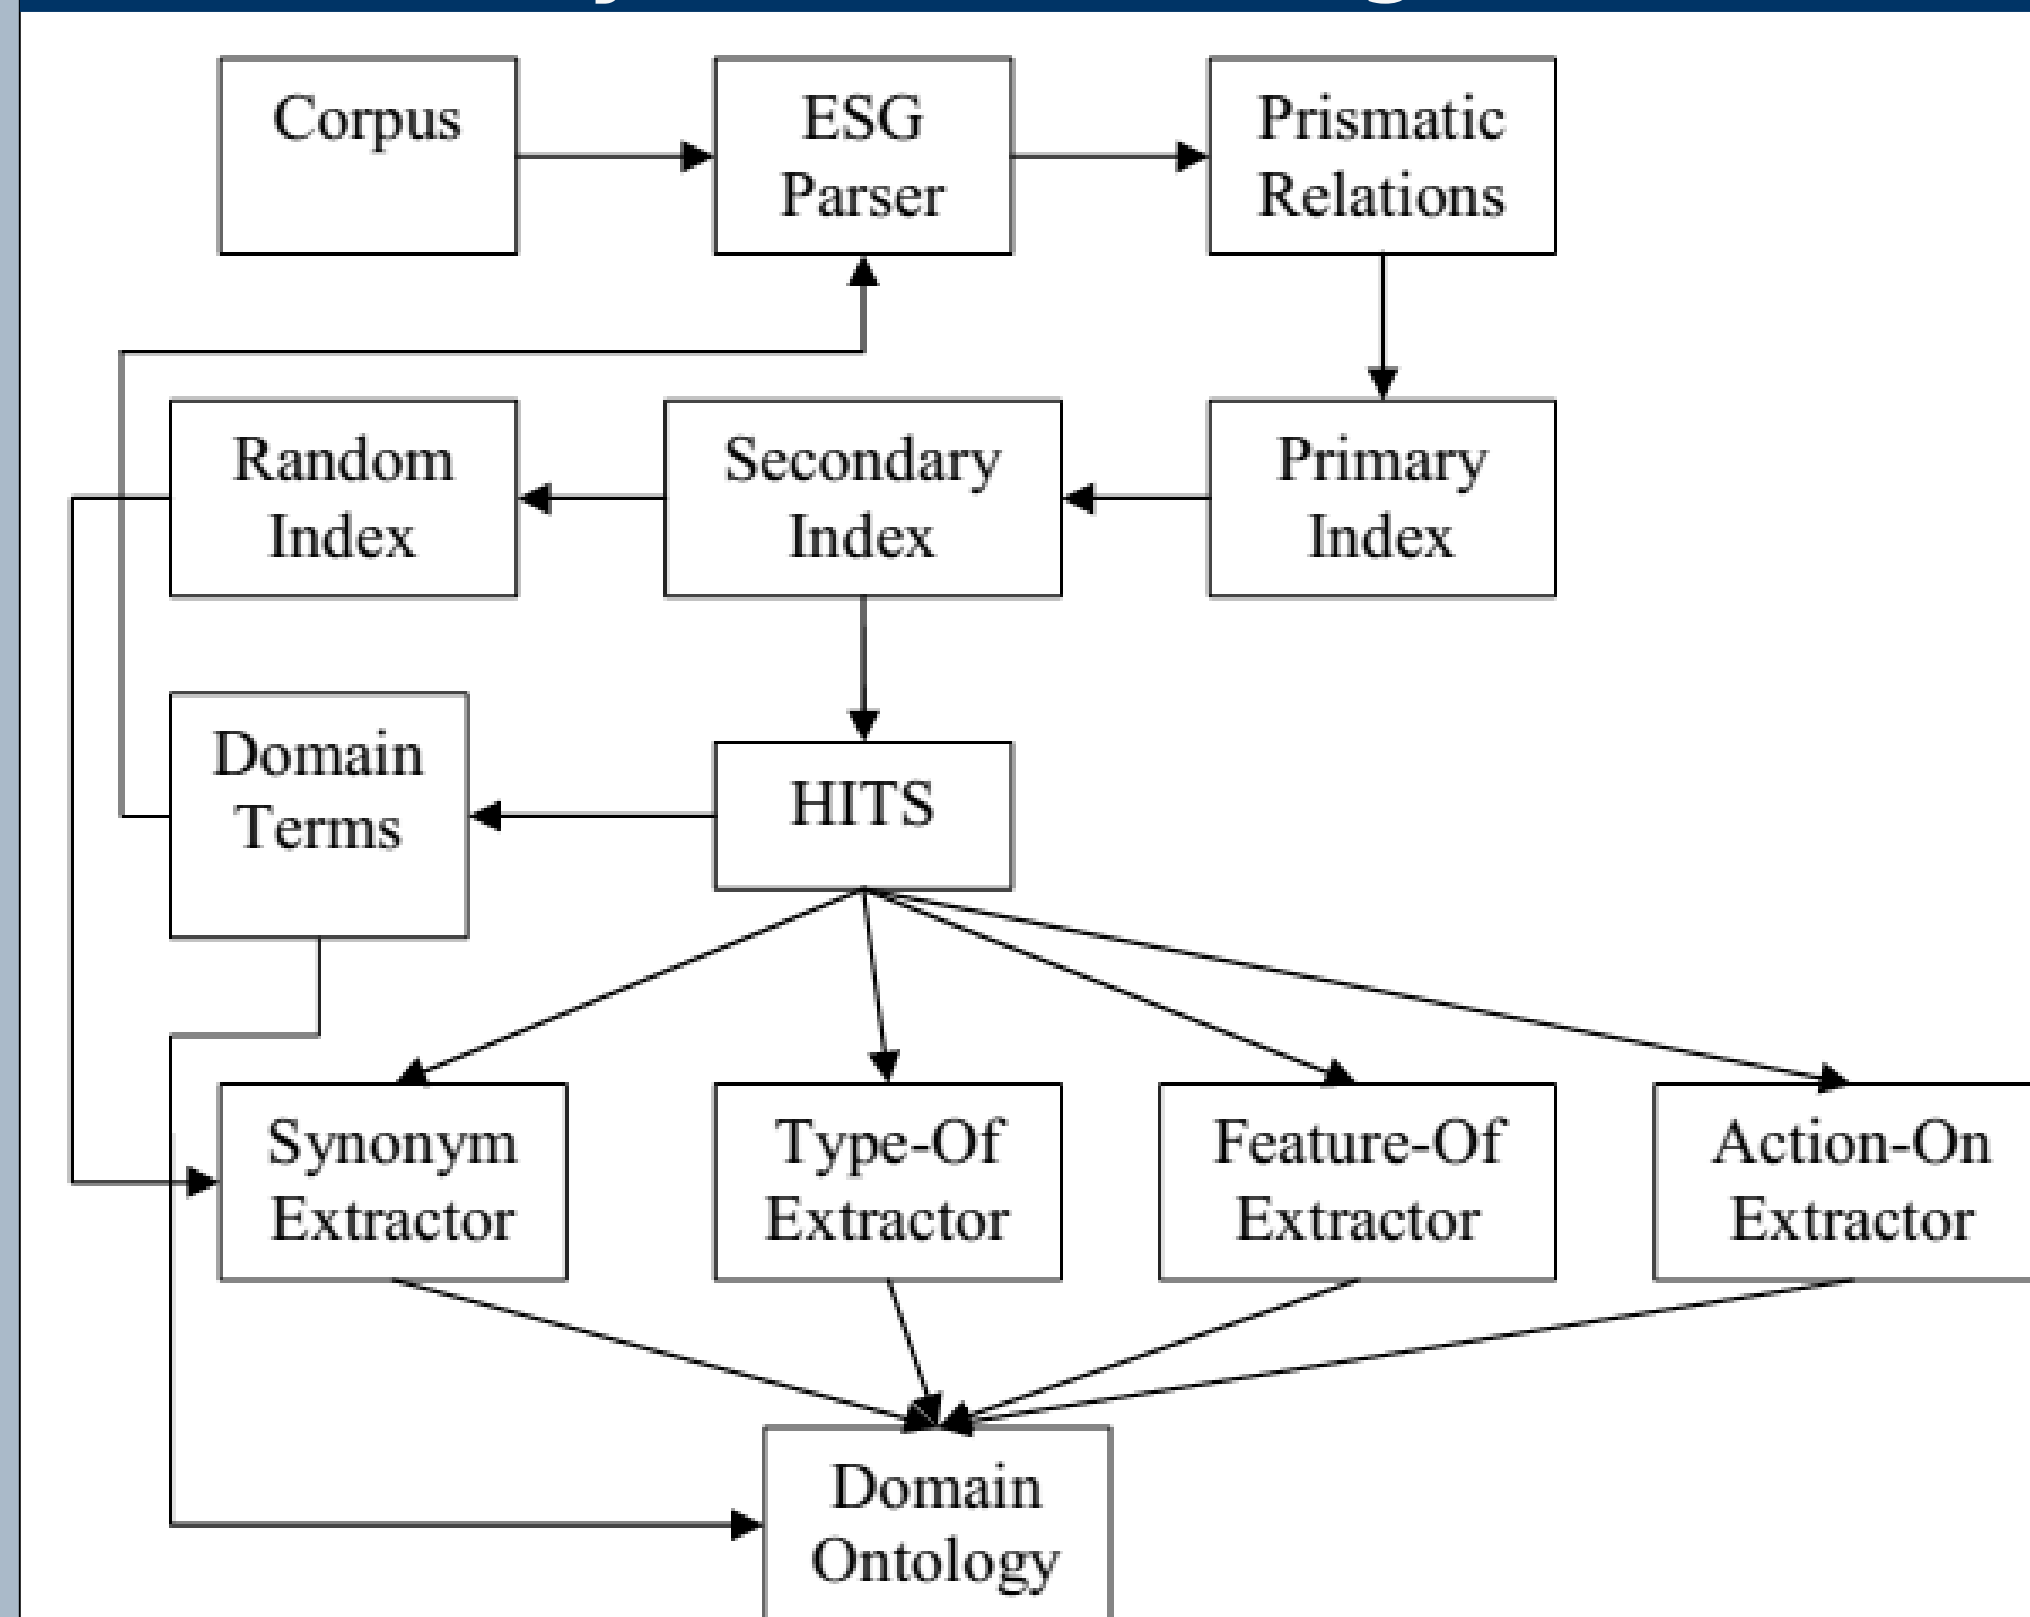 Corpus
ESG
Parser
Prismatic
Relations
Random
Index
Secondary
Index
Primary
Index
Domain
Terms
HITS
Synonym
Extractor
Type-Of
Extractor
Feature-Of
Extractor
Action-On
Extractor
Domain
Ontology